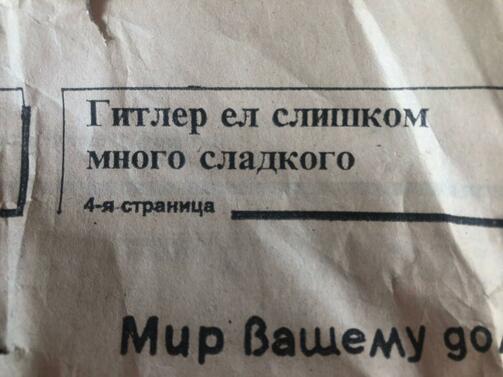 Гитлер ел слишком
много сладкого
4-я страница
Мир Вашему